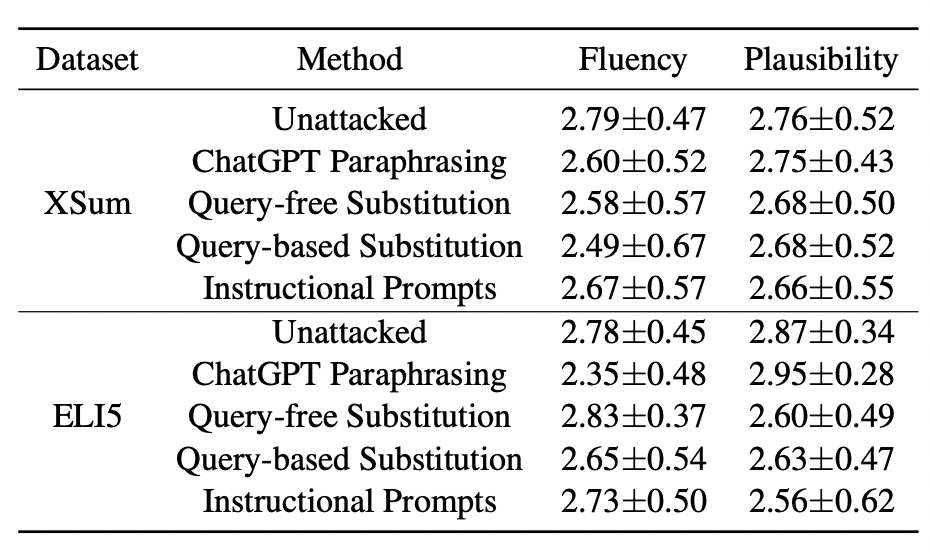 Dataset Method Fluency Plausibility
Unattacked 2.79±0.47 2.76±0.52
ChatGPT Paraphrasing 2.60±0.52 2.75±0.43
XSum Query-free Substitution 2.58±0.57 2.68±0.50
Query-based Substitution 2.49±0.67 2.68±0.52
Instructional Prompts 2.67±0.57 2.66±0.55
Unattacked 2.78±0.45 2.87±0.34
ChatGPT Paraphrasing 2.35±0.48 2.95±0.28
ELI5 Query-free Substitution 2.83±0.37 2.60±0.49
Query-based Substitution 2.65±0.54 2.63±0.47
Instructional Prompts 2.73±0.50 2.56±0.62